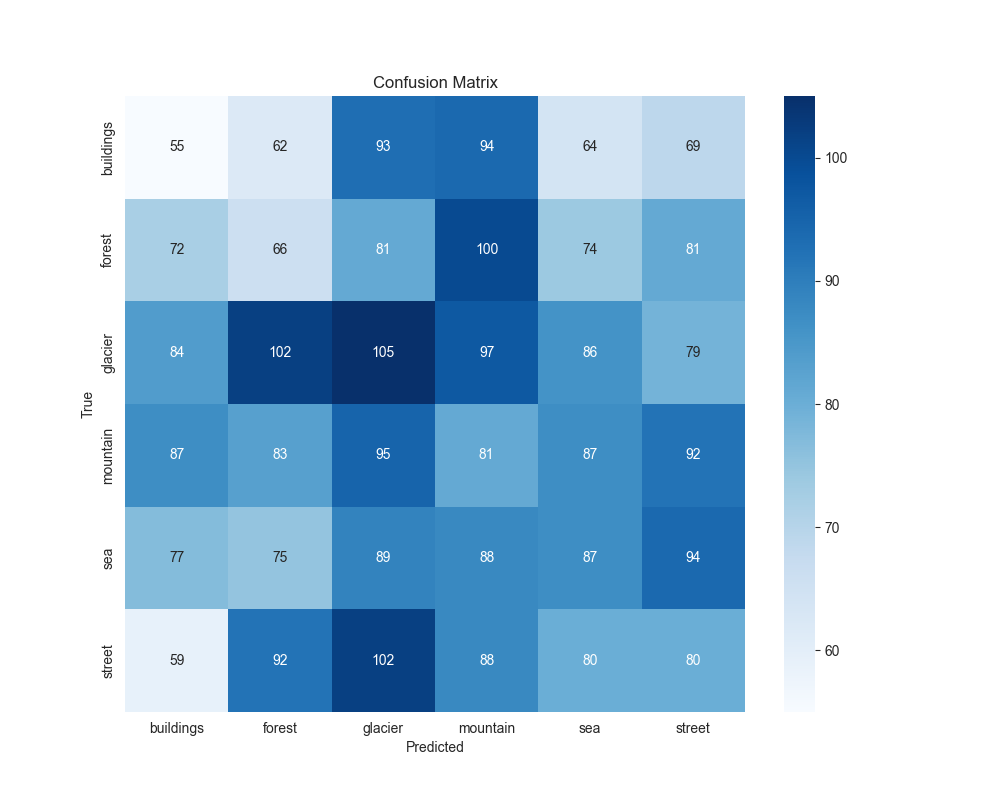 Confusion Matrix
buildings 55 62 93 94 64 69
forest 72 66 81 100 74 81
glacier 84 102 105 97 86 79
mountain 87 83 95 81 87 92
sea 77 75 89 88 87 94
street 59 92 102 88 80 80
True
buildings forest glacier mountain sea street
Predicted
100
90
80
70
60